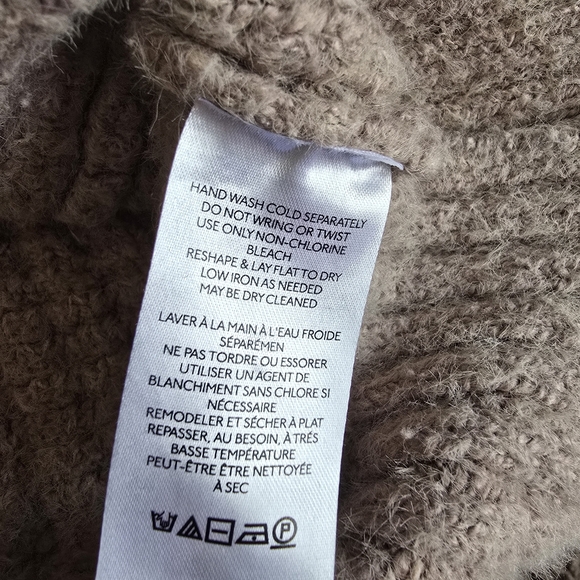 HAND WASH COLD SEPARATELY
DO NOT WRING OR TWIST
USE ONLY NON-CHLORINE
BLEACH
RESHAPE & LAY FLAT TO DRY
LOW IRON AS NEEDED
MAY BE DRY CLEANED
LAVER À LA MAIN À L'EAU FROIDE
SÉPARÉMEN
NE PAS TORDRE OU ESSORER
UTILISER UN AGENT DE
BLANCHIMENT SANS CHLORE SI
NÉCESSAIRE
REMODELER ET SÉCHER À PLAT
REPASSER, AU BESOIN, À TRÉS
BASSE TEMPÉRATURE
PEUT-ÊTRE ÊTRE NETTOYÉE
À SEC
P